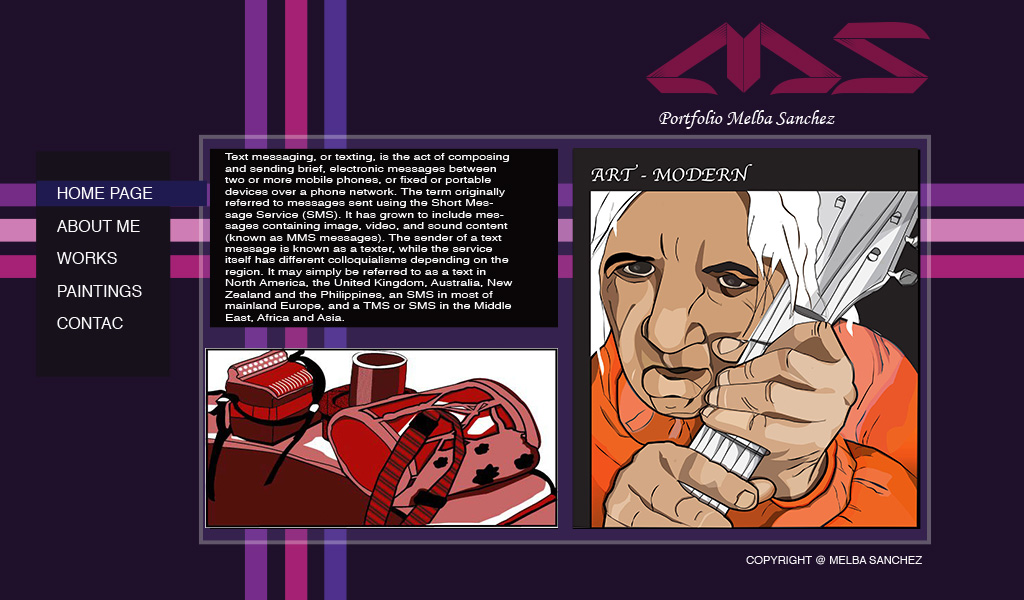 MS
Portfolio Melba Sanchez
HOME PAGE
ABOUT ME
WORKS
PAINTINGS
CONTAC
Text messaging, or texting, is the act of composing
and sending brief, electronic messages between
two or more mobile phones, or fixed or portable
devices over a phone network. The term originally
referred to messages sent using the Short Mes-
sage Service (SMS). It has grown to include mes-
sages containing image, video, and sound content
(known as MMS messages). The sender of a text
message is known as a texter, while the service
itself has different colloquialisms depending on the
region. It may simply be referred to as a text in
North America, the United Kingdom, Australia, New
Zealand and the Philippines, an SMS in most of
mainland Europe, and a TMS or SMS in the Middle
East, Africa and Asia.
ART - MODERN
COPYRIGHT @ MELBA SANCHEZ